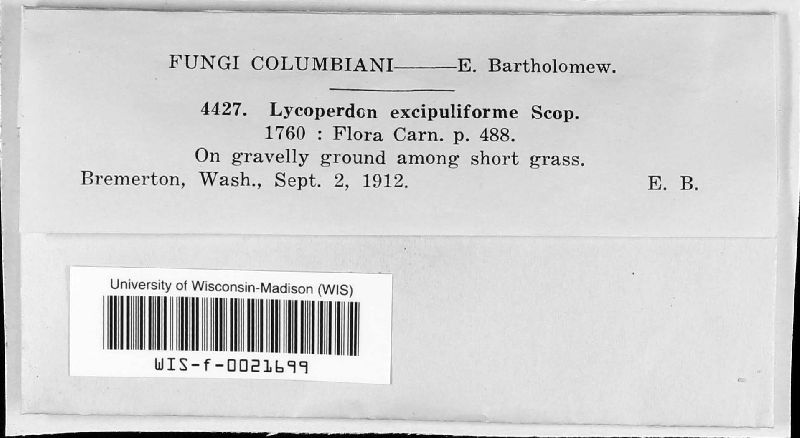 FUNGI COLUMBIANI———E. Bartholomew.
4427. Lycoperdon excipuliforme Scop.
1760 : Flora Carn. p. 488.
On gravelly ground among short grass.
Bremerton, Wash., Sept. 2, 1912. E. B.
University of Wisconsin-Madison (WIS)
WIS-f-0021699